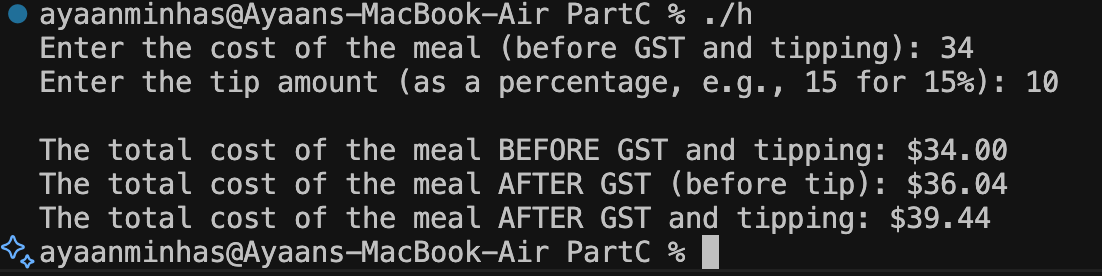 ayaanminhas@Ayaans-MacBook-Air PartC % ./h
Enter the cost of the meal (before GST and tipping): 34
Enter the tip amount (as a percentage, e.g., 15 for 15%): 10
The total cost of the meal BEFORE GST and tipping: $34.00
The total cost of the meal AFTER GST (before tip): $36.04
The total cost of the meal AFTER GST and tipping: $39.44
ayaanminhas@Ayaans-MacBook-Air PartC %